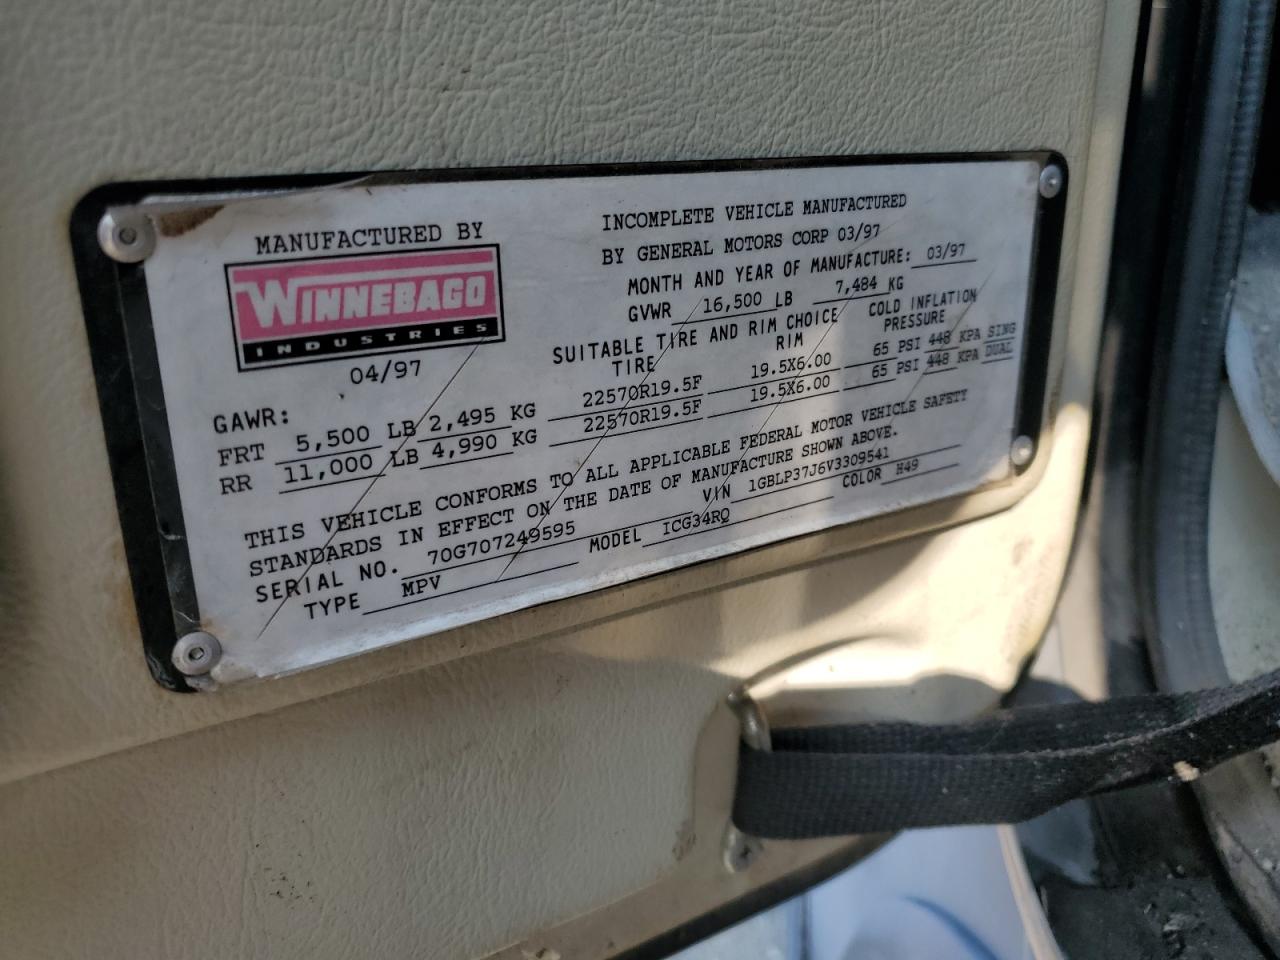 MANUFACTURED BY
WINNEBAGO
INDUSTRIES
04/97
INCOMPLETE VEHICLE MANUFACTURED
BY GENERAL MOTORS CORP 03/97
MONTH AND YEAR OF MANUFACTURE: 03/97
GVWR 16,500 LB 7,484 KG
SUITABLE TIRE AND RIM CHOICE COLD INFLATION
TIRE RIM PRESSURE
GAWR:
FRT 5,500 LB 2,495 KG 22570R19.5F 19.5X6.00 65 PSI 448 KPA SING
RR 11,000 LB 4,990 KG 22570R19.5F 19.5X6.00 65 PSI 448 KPA DUAL
THIS VEHICLE CONFORMS TO ALL APPLICABLE FEDERAL MOTOR VEHICLE SAFETY
STANDARDS IN EFFECT ON THE DATE OF MANUFACTURE SHOWN ABOVE.
SERIAL NO. 70G707249595 VIN 1GBLP37J6V3309541
TYPE MPV MODEL ICG34RQ COLOR H49